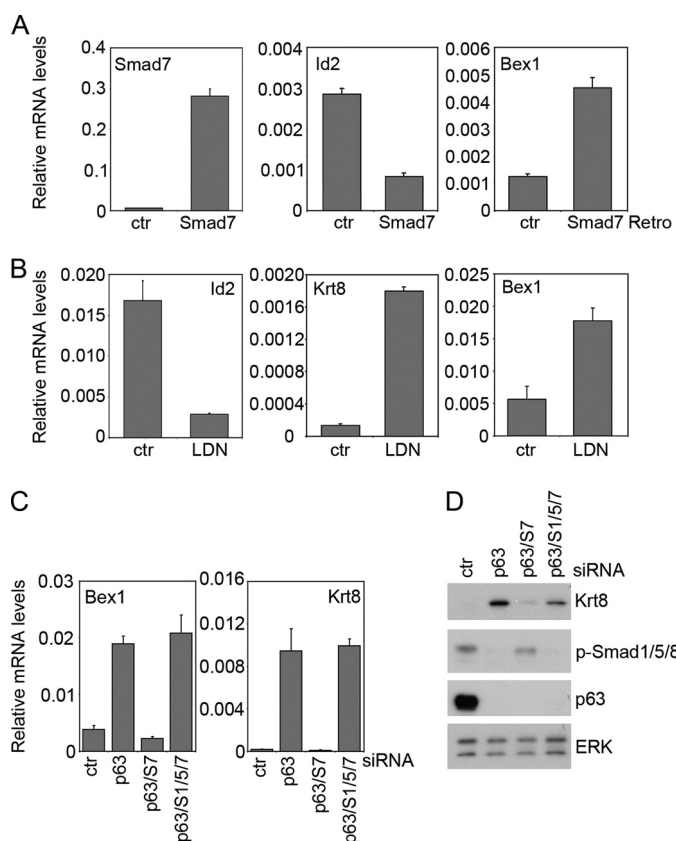 A
Relative mRNA levels
Smad7
0.4
0.3
0.2
0.1
0
ctr Smad7
Id2
0.004
0.003
0.002
0.001
0
ctr Smad7
Bex1
0.006
0.005
0.004
0.003
0.002
0.001
0
ctr Smad7 Retro
B
Relative mRNA levels
Id2
0.020
0.015
0.010
0.005
0
ctr LDN
Krt8
0.0020
0.0016
0.0012
0.0008
0.0004
0
ctr LDN
Bex1
0.025
0.020
0.015
0.010
0.005
0
ctr LDN
C
Relative mRNA levels
Bex1
0.03
0.02
0.01
0
ctr
p63
p63/S7
p63/S1/5/7
Krt8
0.016
0.012
0.008
0.004
0
ctr
p63
p63/S7
p63/S1/5/7
siRNA
D
ctr
p63
p63/S7
p63/S1/5/7
siRNA
Krt8
p-Smad1/5/8
p63
ERK